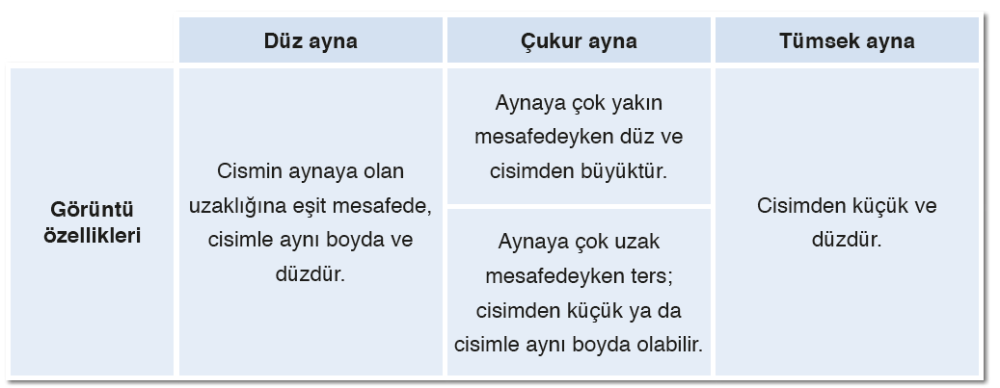 Düz ayna
Çukur ayna
Tümsek ayna
Görüntü
özellikleri
Cismin aynaya olan
uzaklığına eşit mesafede,
cisimle aynı boyda ve
düzdür.
Aynaya çok yakın
mesafedeyken düz ve
cisimden büyüktür.
Aynaya çok uzak
mesafedeyken ters;
cisimden küçük ya da
cisimle aynı boyda olabilir.
Cisimden küçük ve
düzdür.